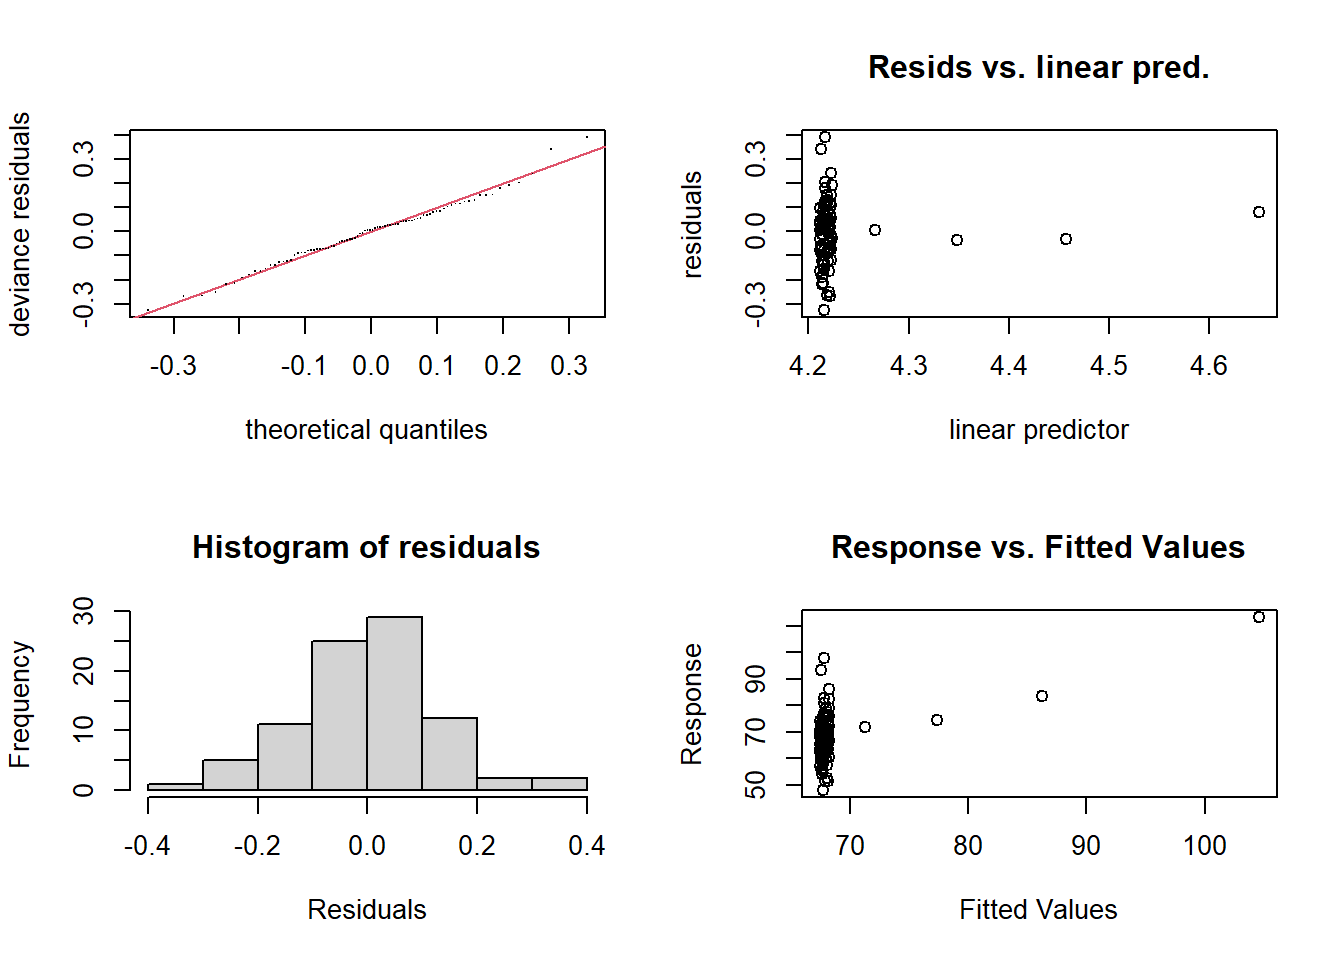 deviance residuals
-0.3 0.0 0.3
-0.3 -0.1 0.0 0.1 0.2 0.3
theoretical quantiles
Resids vs. linear pred.
residuals
-0.3 0.0 0.3
4.2 4.3 4.4 4.5 4.6
linear predictor
Histogram of residuals
Frequency
0 10 20 30
-0.4 -0.2 0.0 0.2 0.4
Residuals
Response vs. Fitted Values
Response
50 70 90
70 80 90 100
Fitted Values